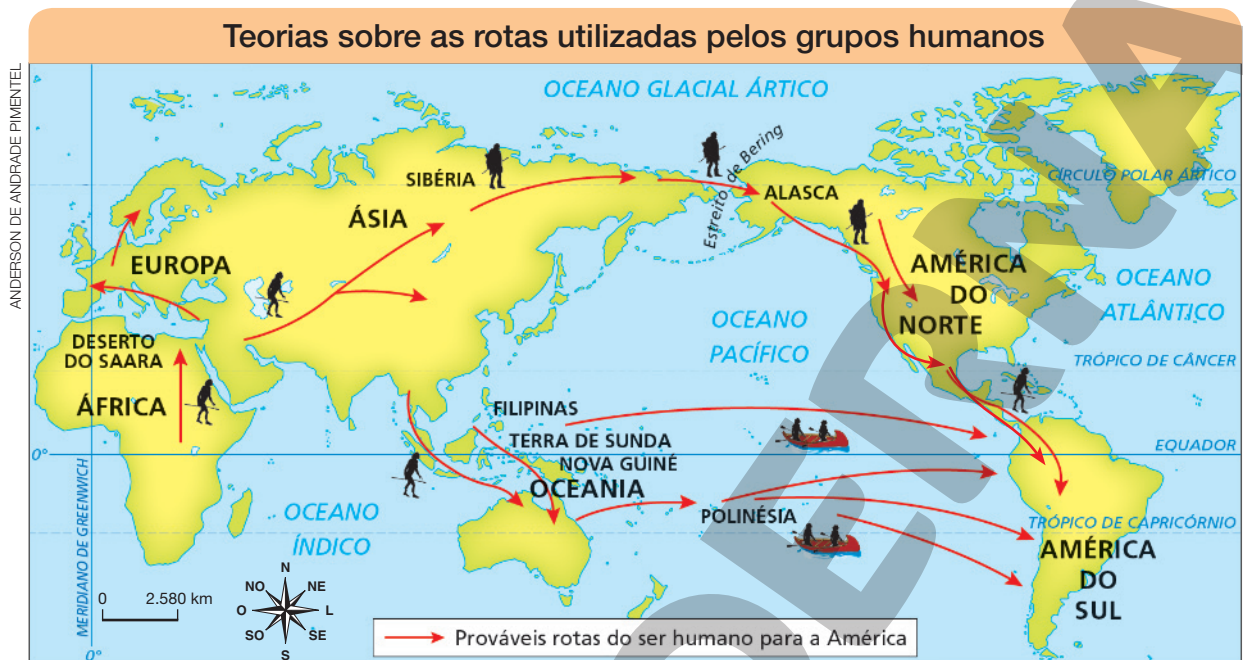 Teorias sobre as rotas utilizadas pelos grupos humanos
ANDERSON DE ANDRADE PIMENTEL
OCEANO GLACIAL ÁRTICO
Estreito de Bering
SIBÉRIA
CÍRCULO POLAR ÁRTICO
ALASCA
ÁSIA
EUROPA
AMÉRICA
DO
NORTE
OCEANO
ATLÂNTICO
OCEANO
PACÍFICO
DESERTO
DO SAARA
TRÓPICO DE CÂNCER
ÁFRICA
FILIPINAS
TERRA DE SUNDA
NOVA GUINÉ
OCEANIA
EQUADOR
0°
MERIDIANO DE GREENWICH
OCEANO
ÍNDICO
POLINÉSIA
TRÓPICO DE CAPRICÓRNIO
AMÉRICA
DO
SUL
0 2.580 km
N
NO NE
O L
SO SE
S
Prováveis rotas do ser humano para a América
0°